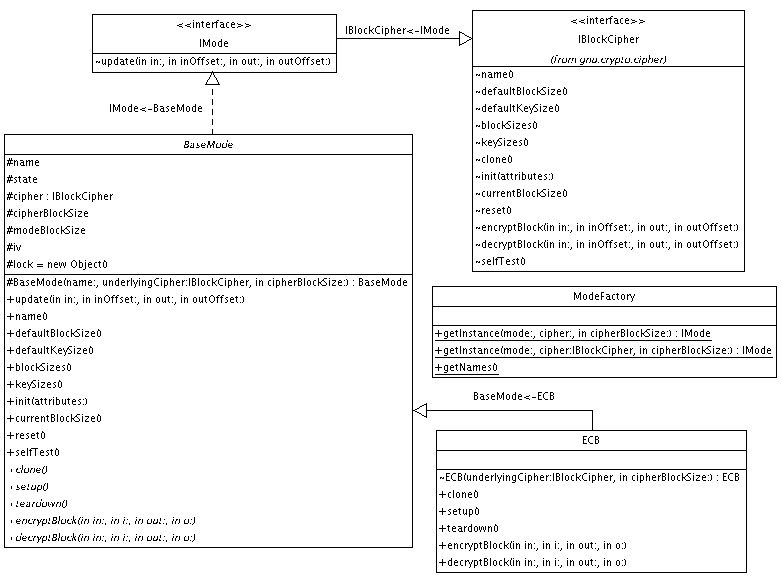 <<interface>>
IMode
~update(in in:, in inOffset:, in out:, in outOffset:)
IBlockCipher<-IMode
<<interface>>
IBlockCipher
(from gnu.crypto.cipher)
~name()
~defaultBlockSize()
~defaultKeySize()
~blockSizes()
~keySizes()
~clone()
~init(attributes:)
~currentBlockSize()
~reset()
~encryptBlock(in in:, in inOffset:, in out:, in outOffset:)
~decryptBlock(in in:, in inOffset:, in out:, in outOffset:)
~selfTest()
IMode<-BaseMode
BaseMode
#name
#state
#cipher : IBlockCipher
#cipherBlockSize
#modeBlockSize
#iv
#lock = new Object()
#BaseMode(name:, underlyingCipher:IBlockCipher, in cipherBlockSize:) : BaseMode
+update(in in:, in inOffset:, in out:, in outOffset:)
+name()
+defaultBlockSize()
+defaultKeySize()
+blockSizes()
+keySizes()
+init(attributes:)
+currentBlockSize()
+reset()
+selfTest()
+clone()
+setup()
+teardown()
+encryptBlock(in in:, in i:, in out:, in o:)
+decryptBlock(in in:, in i:, in out:, in o:)
ModeFactory
+getInstance(mode:, cipher:, in cipherBlockSize:) : IMode
+getInstance(mode:, cipher:IBlockCipher, in cipherBlockSize:) : IMode
+getNames()
BaseMode<-ECB
ECB
~ECB(underlyingCipher:IBlockCipher, in cipherBlockSize:) : ECB
+clone()
+setup()
+teardown()
+encryptBlock(in in:, in i:, in out:, in o:)
+decryptBlock(in in:, in i:, in out:, in o:)